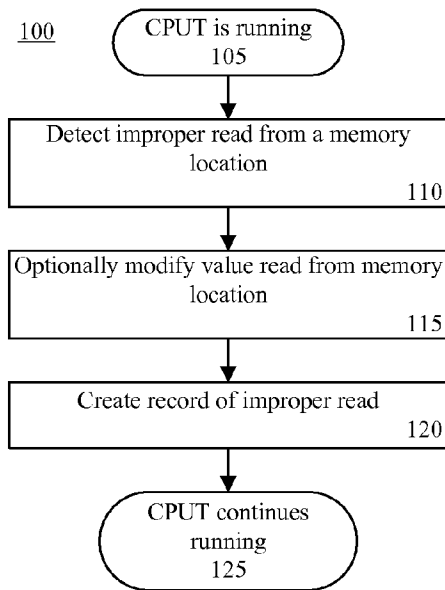 100
CPUT is running
105
Detect improper read from a memory
location
110
Optionally modify value read from memory
location
115
Create record of improper read
120
CPUT continues
running
125